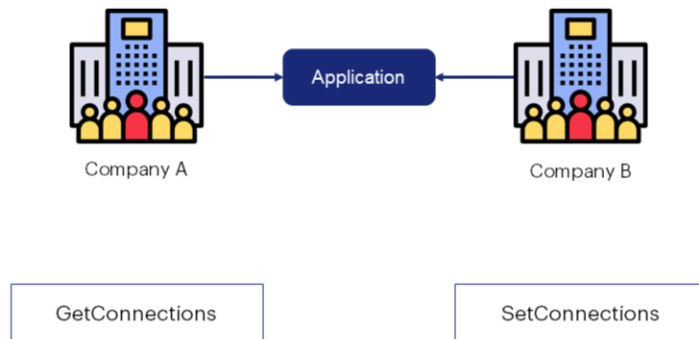 Application
Company A
Company B
GetConnections
SetConnections